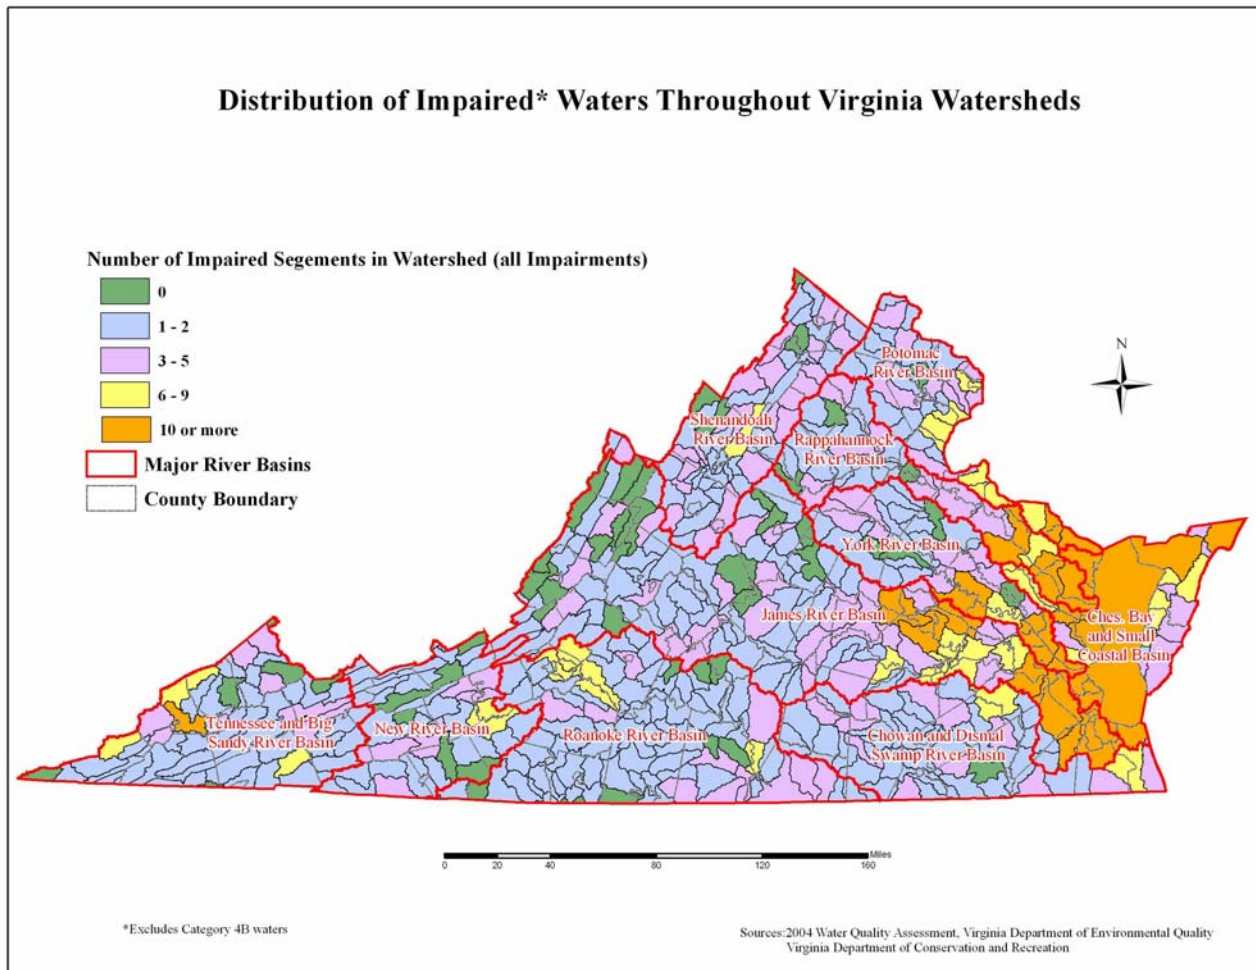 Distribution of Impaired* Waters Throughout Virginia Watersheds
Number of Impaired Segements in Watershed (all Impairments)
0
1 - 2
3 - 5
6 - 9
10 or more
Major River Basins
County Boundary
N
Potomac
River Basin
Shenandoah
River Basin
Rappahannock
River Basin
York River Basin
James River Basin
Ches. Bay
and Small
Coastal Basin
Tennessee and Big
Sandy River Basin
New River Basin
Roanoke River Basin
Chowan and Dismal
Swamp River Basin
Miles
0 20 40 80 120 160
*Excludes Category 4B waters
Sources:2004 Water Quality Assessment, Virginia Department of Environmental Quality
Virginia Department of Conservation and Recreation